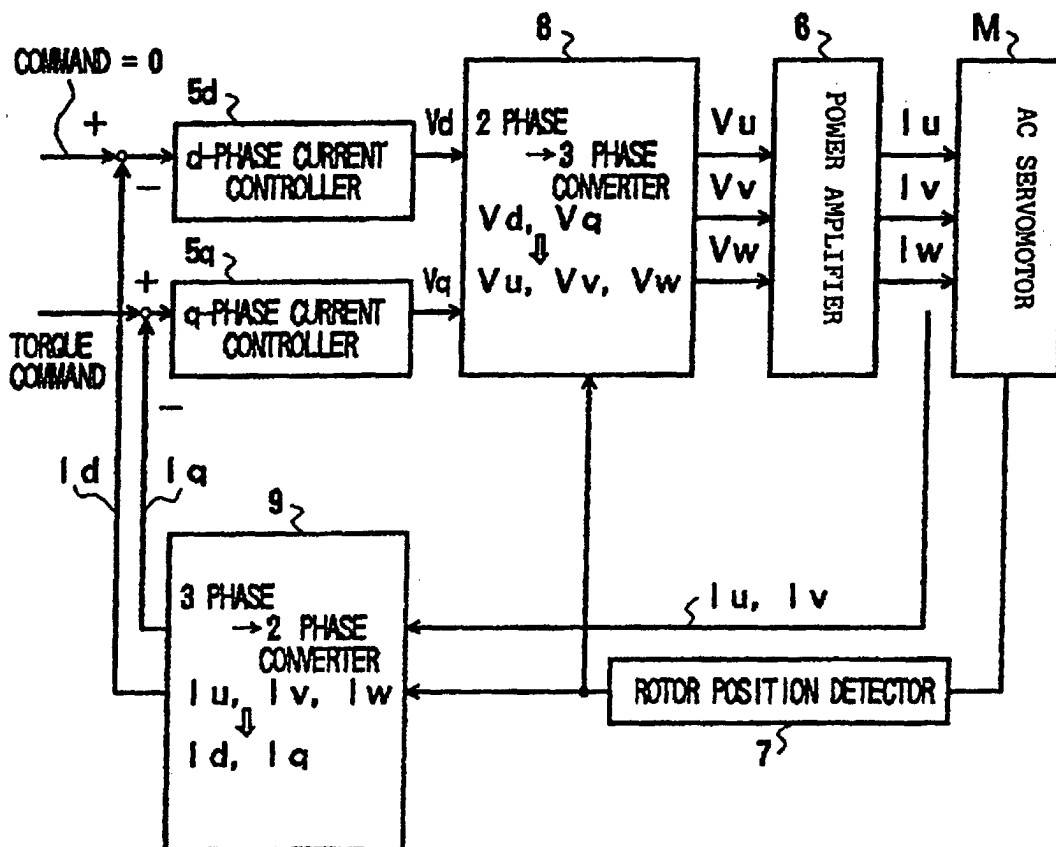 8
6
M
COMMAND = 0
5d
+
−
d-PHASE CURRENT
CONTROLLER
Vd
2 PHASE
→3 PHASE
CONVERTER
Vd, Vq
⇩
Vu, Vv, Vw
Vu
Vv
Vw
POWER AMPLIFIER
Iu
Iv
Iw
AC SERVOMOTOR
5q
+
−
q-PHASE CURRENT
CONTROLLER
Vq
TORQUE
COMMAND
Id
Iq
9
3 PHASE
→2 PHASE
CONVERTER
Iu, Iv, Iw
⇩
Id, Iq
Iu, Iv
ROTOR POSITION DETECTOR
7